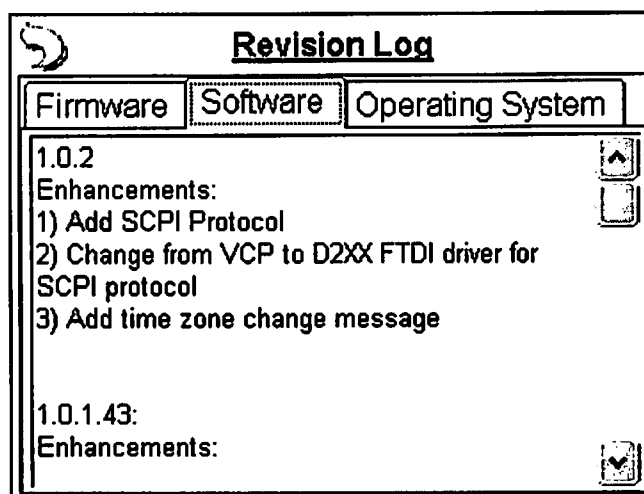 Revision Log
Firmware Software Operating System
1.0.2
Enhancements:
1) Add SCPI Protocol
2) Change from VCP to D2XX FTDI driver for
SCPI protocol
3) Add time zone change message
1.0.1.43:
Enhancements: